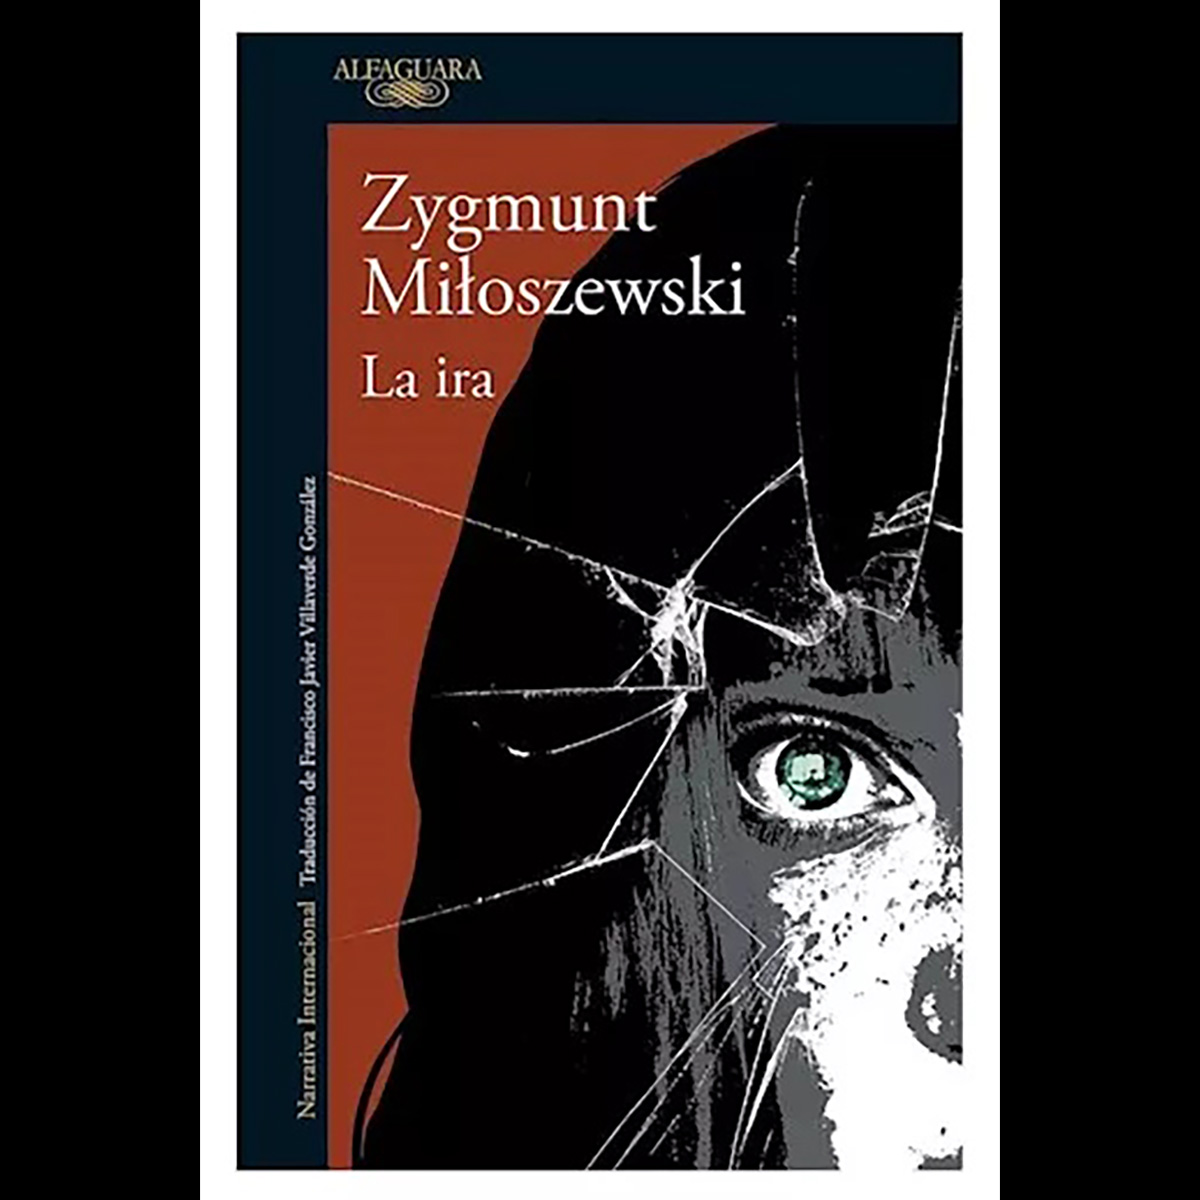 ALFAGUARA
Zygmunt
Miłoszewski
La ira
Narrativa Internacional Traducción de Francisco Javier Villaverde González